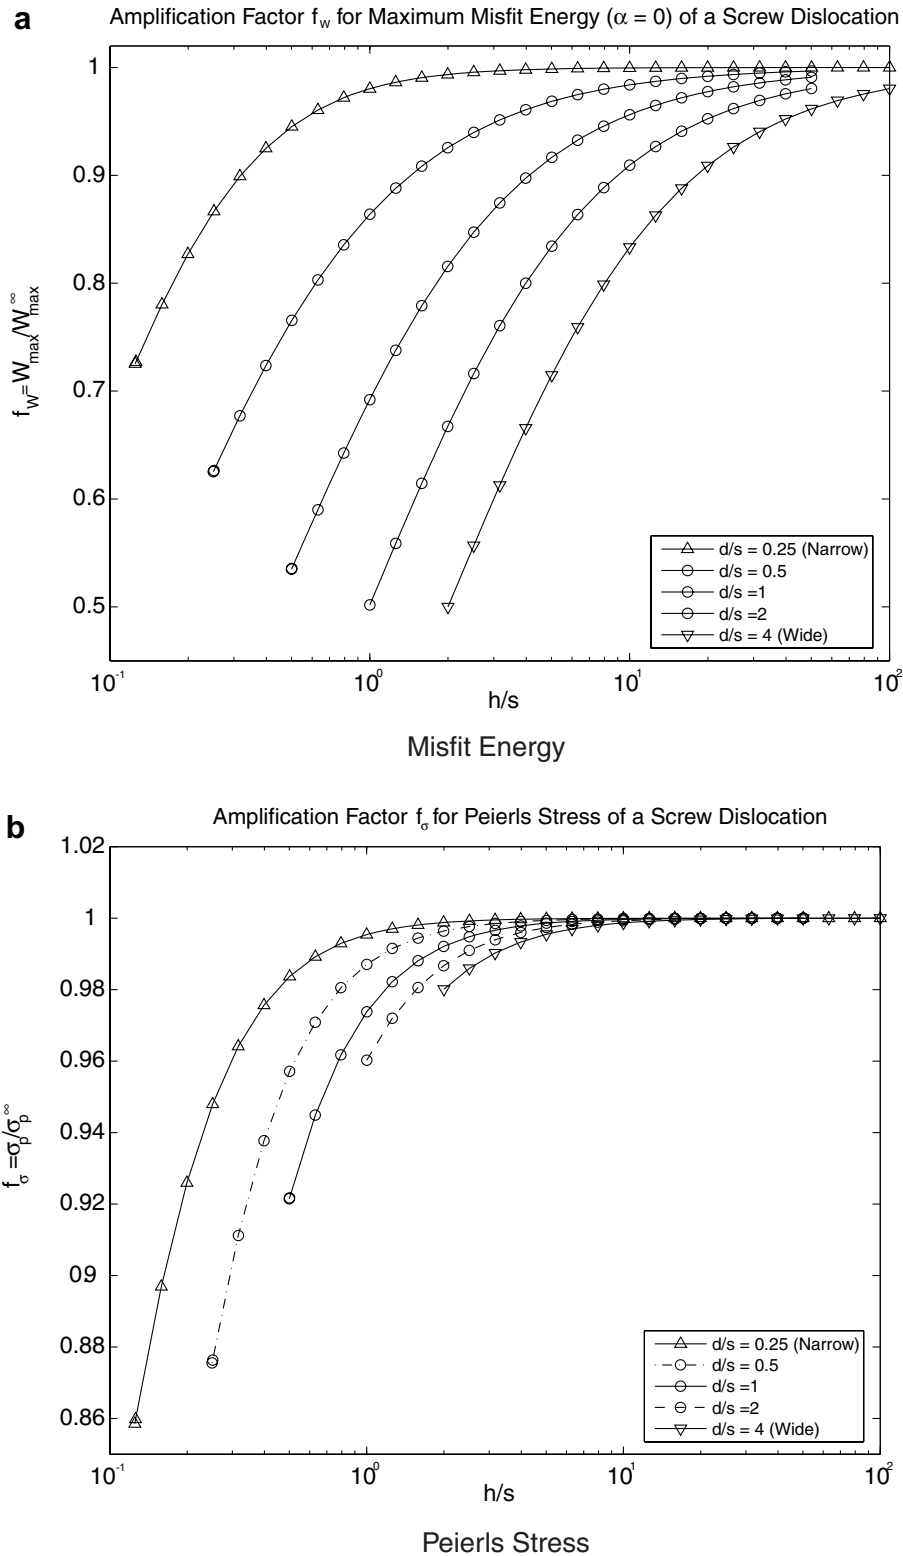 a
Amplification Factor f_w for Maximum Misfit Energy (α = 0) of a Screw Dislocation
1
0.9
0.8
0.7
0.6
0.5
f_W=W_max/W_max^∞
d/s = 0.25 (Narrow)
d/s = 0.5
d/s =1
d/s =2
d/s = 4 (Wide)
10^-1
10^0
10^1
10^2
h/s
Misfit Energy
b
Amplification Factor f_σ for Peierls Stress of a Screw Dislocation
1.02
1
0.98
0.96
0.94
0.92
0.9
0.88
0.86
f_σ=σ_p/σ_p^∞
d/s = 0.25 (Narrow)
d/s = 0.5
d/s =1
d/s =2
d/s = 4 (Wide)
10^-1
10^0
10^1
10^2
h/s
Peierls Stress